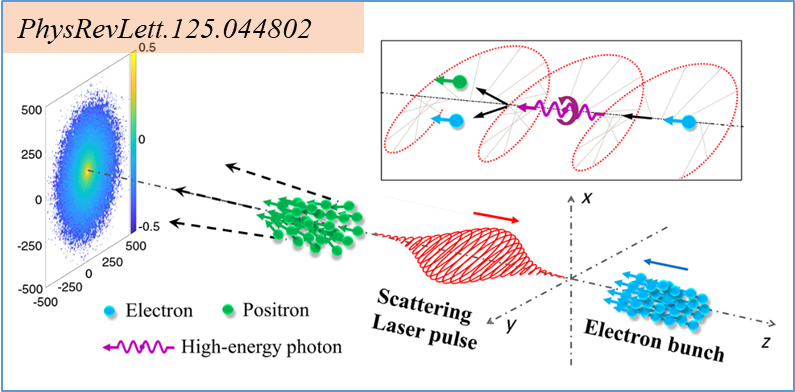 PhysRevLett.125.044802
0.5
0
-0.5
500
250
0
-250
-500
-500
-250
0
250
500
x
y
z
Scattering
Laser pulse
Electron bunch
Electron
Positron
High-energy photon